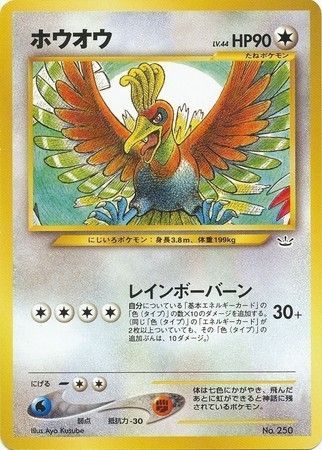 ホウオウ LV.44 HP90
たねポケモン
にじいろポケモン：身長3.8m、体重199kg
レインボーバーン
自分についている「基本エネルギーカード」の
「色（タイプ）」の数×10のダメージを追加する。
（同じ「色（タイプ）」の「エネルギーカード」が
2枚以上ついていても、その「色（タイプ）」の
追加ぶんは、10ダメージ。）
30+
にげる
弱点 抵抗力 -30
体は七色にかがやき、飛んだ
あとに虹ができると神話に残さ
れているポケモン。
Illus. Ayo Kusube
No. 250